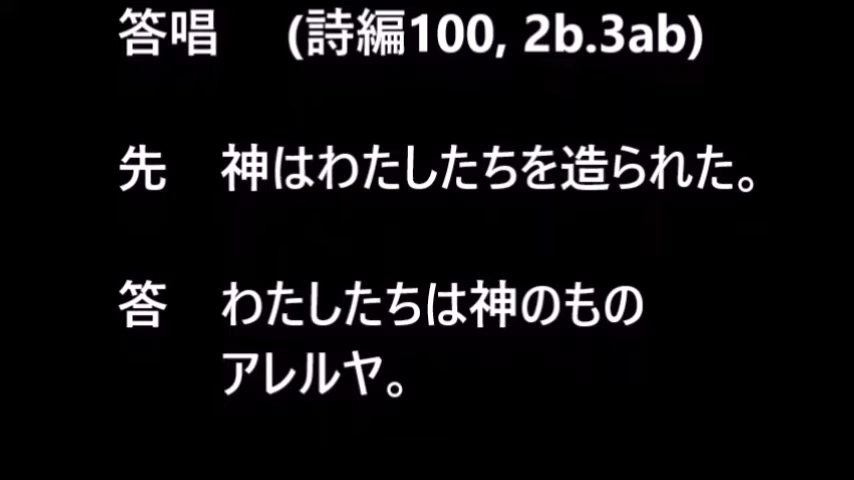 答唱 (詩編100, 2b.3ab)
先 神はわたしたちを造られた。
答 わたしたちは神のもの
アレルヤ。